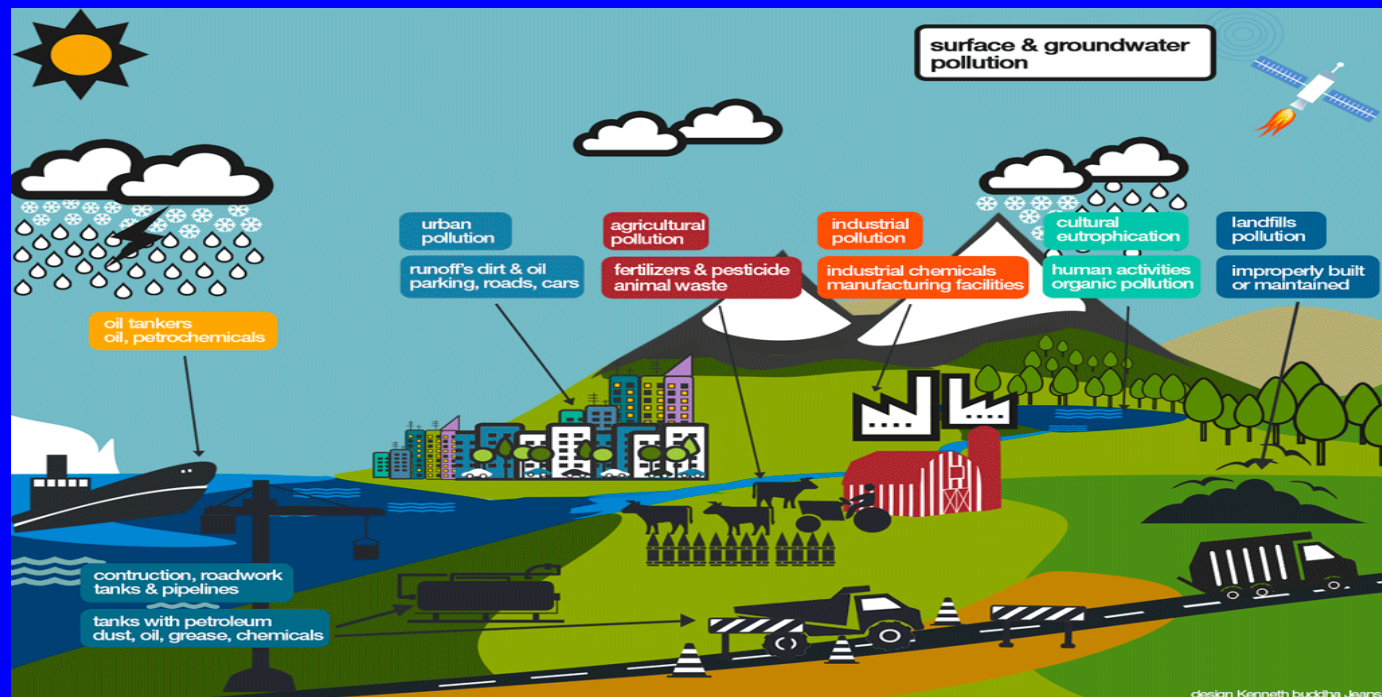 surface & groundwater
pollution
urban
pollution
runoff's dirt & oil
parking, roads, cars
agricultural
pollution
fertilizers & pesticide
animal waste
industrial
pollution
industrial chemicals
manufacturing facilities
cultural
eutrophication
human activities
organic pollution
landfills
pollution
improperly built
or maintained
oil tankers
oil, petrochemicals
contruction, roadwork
tanks & pipelines
tanks with petroleum
dust, oil, grease, chemicals
design Kenneth buddha Jeans